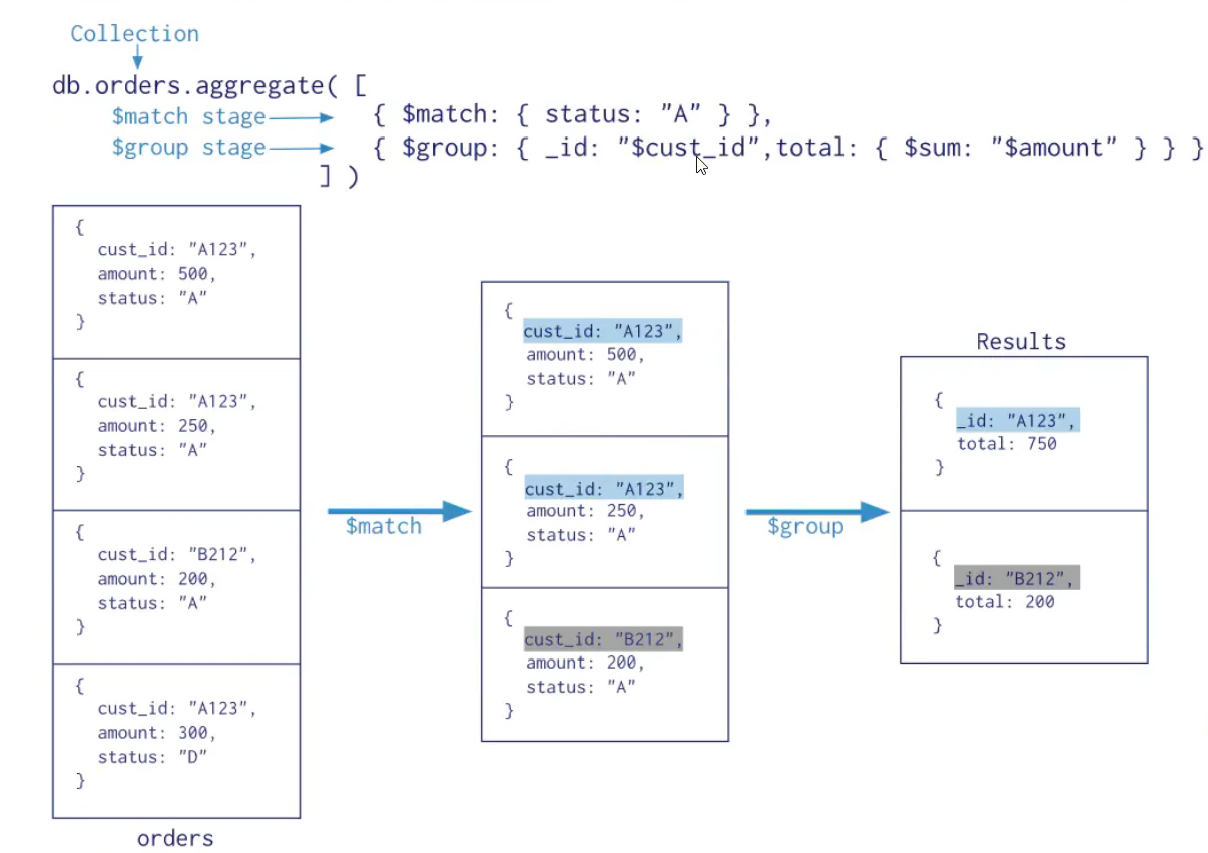 Collection
db.orders.aggregate( [
$match stage { $match: { status: "A" } },
$group stage { $group: { _id: "$cust_id",total: { $sum: "$amount" } } }
] )
{
cust_id: "A123",
amount: 500,
status: "A"
}
{
cust_id: "A123",
amount: 250,
status: "A"
}
{
cust_id: "B212",
amount: 200,
status: "A"
}
{
cust_id: "A123",
amount: 300,
status: "D"
}
orders
$match
{
cust_id: "A123",
amount: 500,
status: "A"
}
{
cust_id: "A123",
amount: 250,
status: "A"
}
{
cust_id: "B212",
amount: 200,
status: "A"
}
$group
Results
{
_id: "A123",
total: 750
}
{
_id: "B212",
total: 200
}